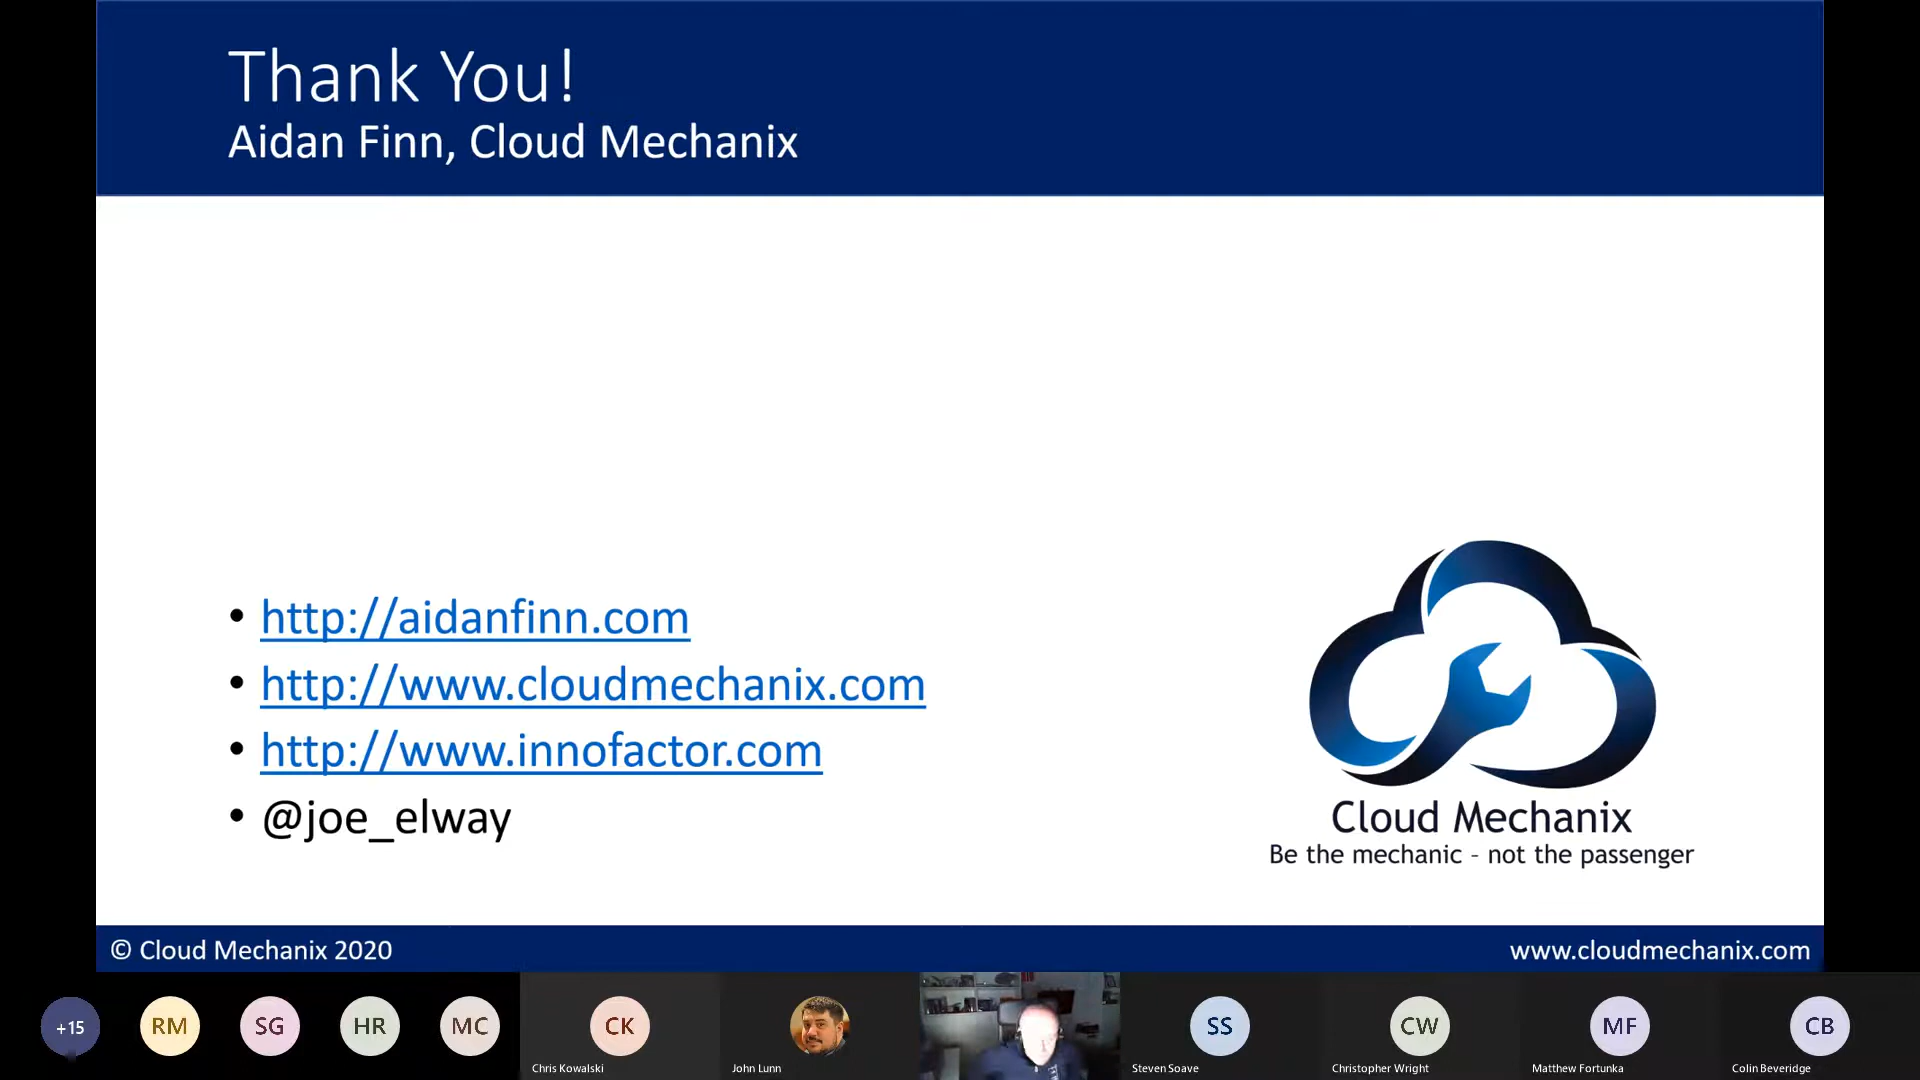 Thank You!
Aidan Finn, Cloud Mechanix
• http://aidanfinn.com
• http://www.cloudmechanix.com
• http://www.innofactor.com
• @joe_elway
Cloud Mechanix
Be the mechanic - not the passenger
© Cloud Mechanix 2020
www.cloudmechanix.com
+15
RM
SG
HR
MC
CK
SS
CW
MF
CB
Chris Kowalski
John Lunn
Steven Soave
Christopher Wright
Matthew Fortunka
Colin Beveridge